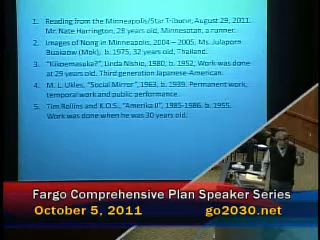 1. Reading from the Minneapolis/Star Tribune, August 29, 2011.
Mr. Nate Harrington, 28 years old, Minnesotan, a runner.
2. Images of Nong in Minneapolis, 2004 – 2005, Ms. Julaporn
Buakaow (Mok), b. 1975, 32 years old, Thailand.
3. "Kikoemasuka?", Linda Nishio, 1980, b. 1952, Work was done
at 29 years old. Third generation Japanese-American.
4. M. L. Ukles, "Social Mirror", 1983, b. 1939. Permanent work,
temporal work and public performance.
5. Tim Rollins and K.O.S., "Amerika II", 1985-1986. b. 1955.
Work was done when he was 30 years old.
Fargo Comprehensive Plan Speaker Series
October 5, 2011 go2030.net